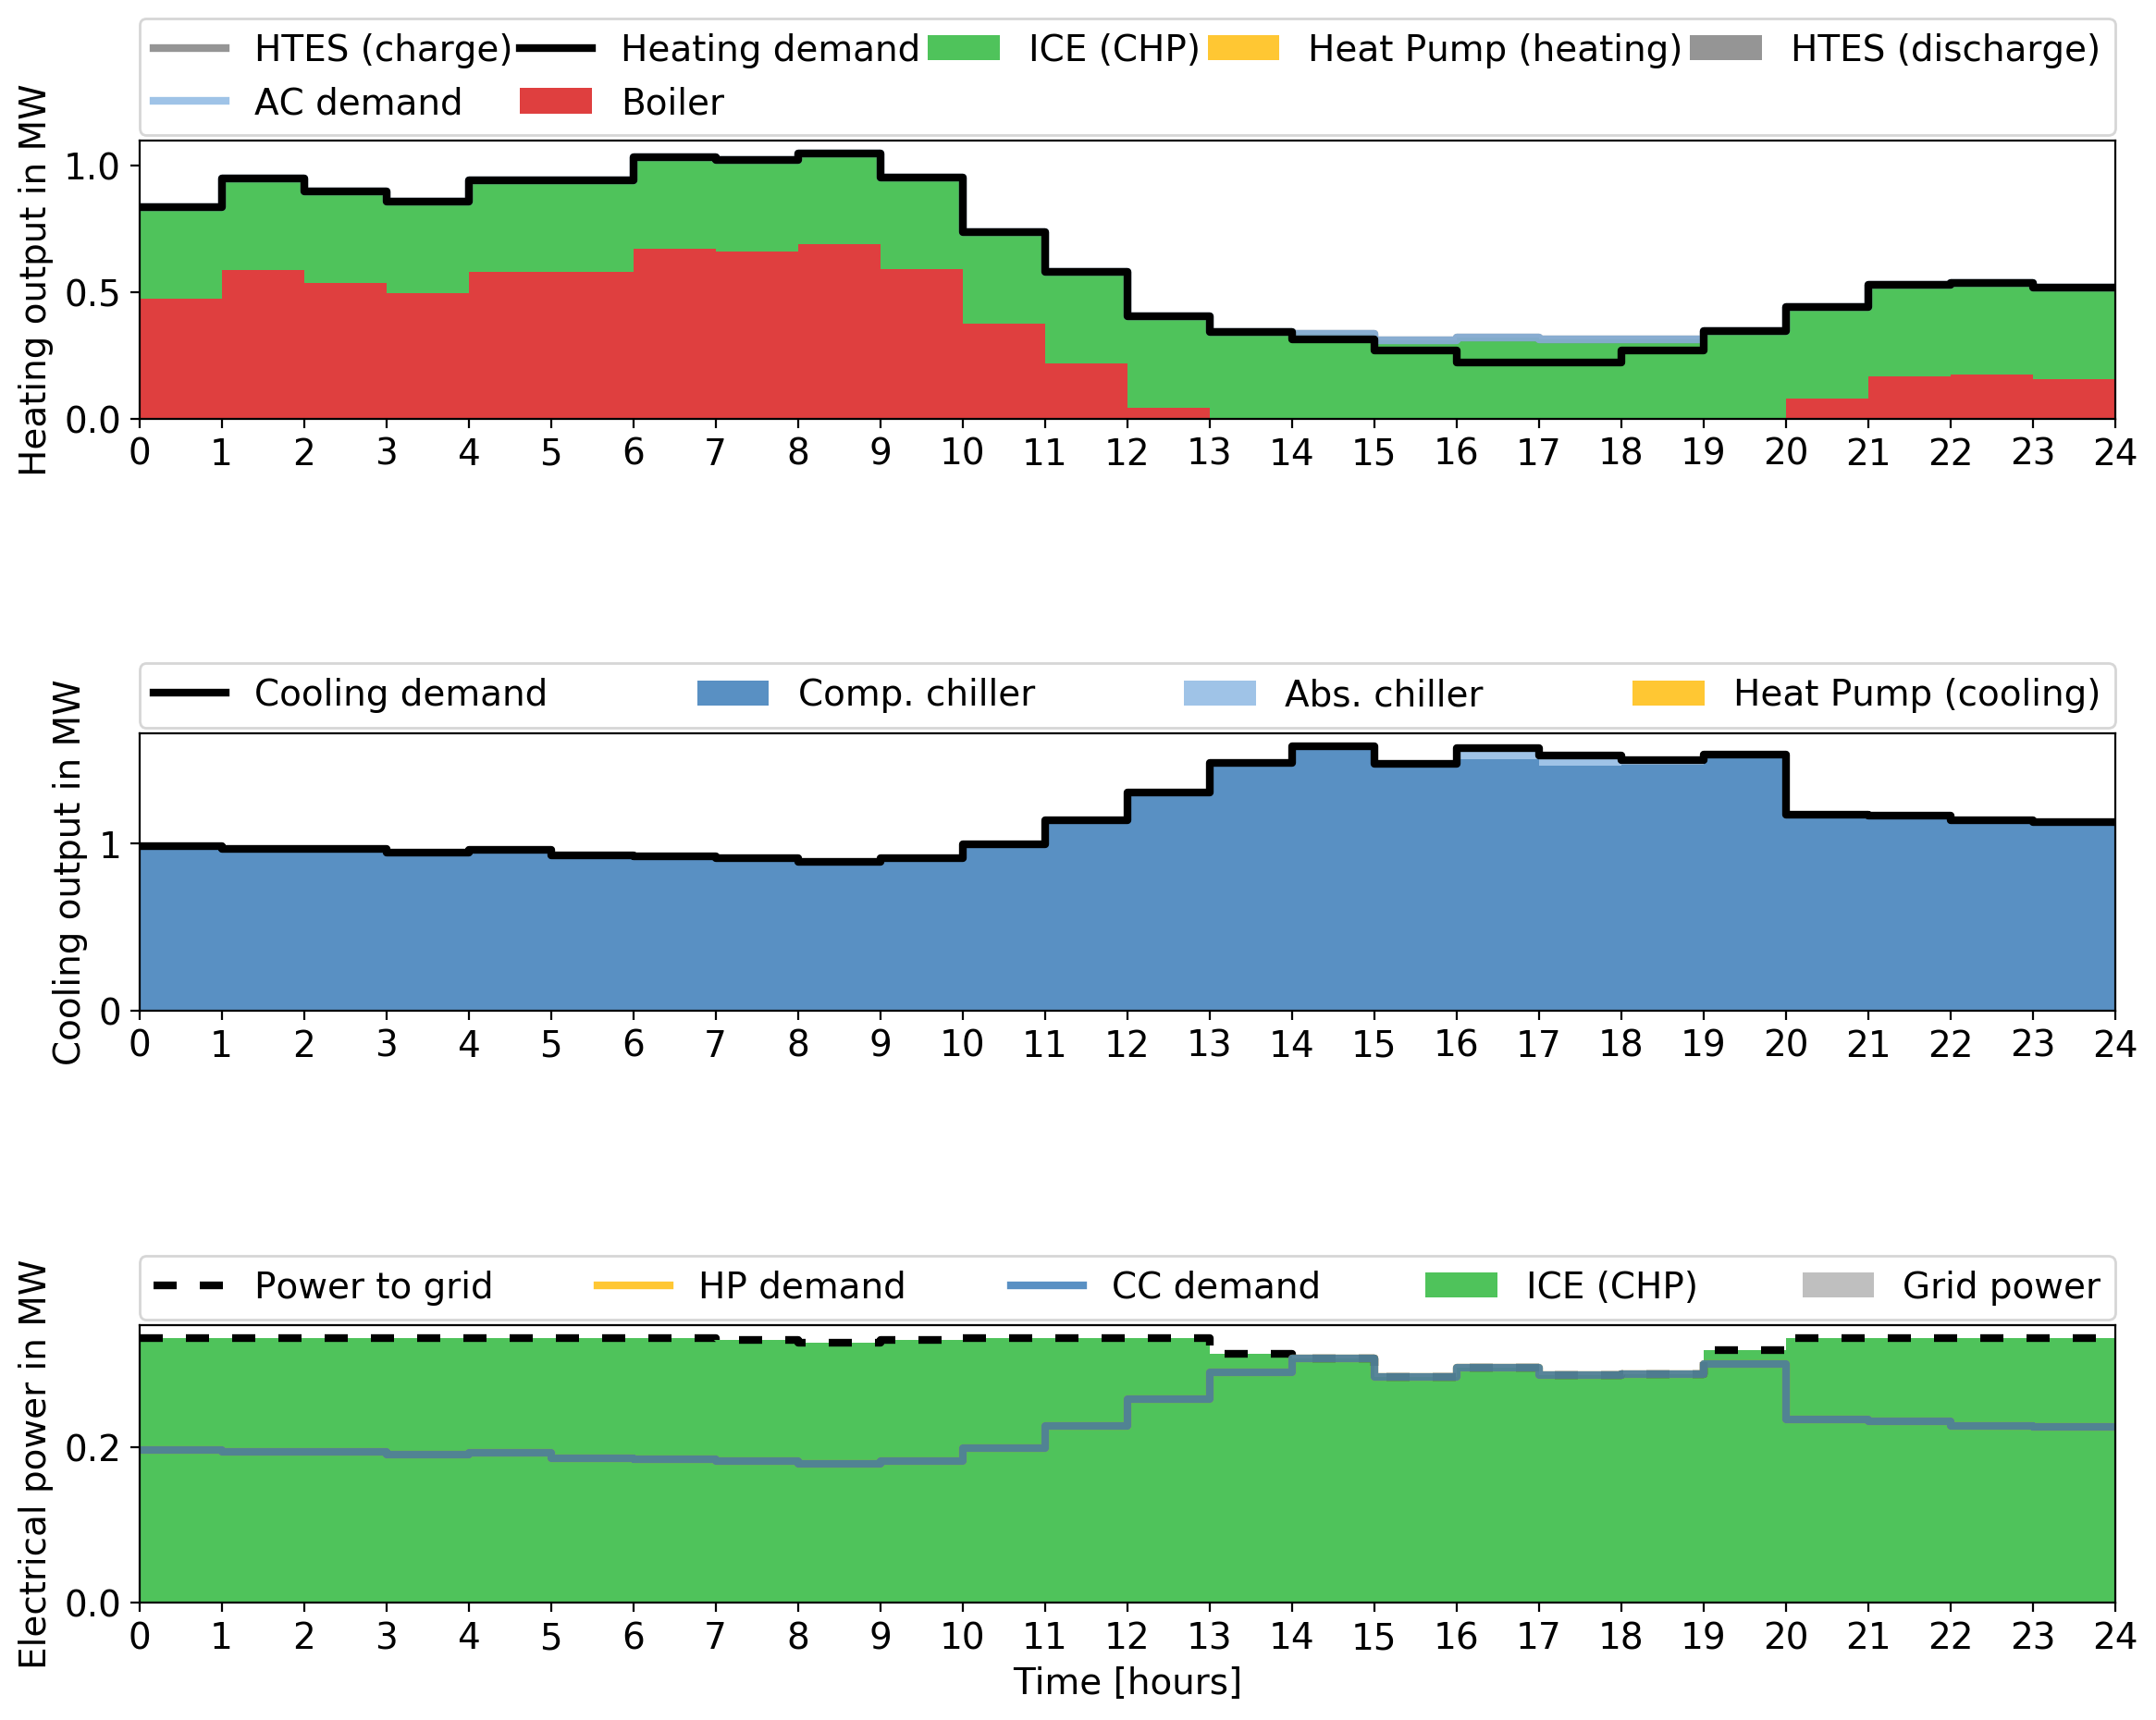 HTES (charge) Heating demand ICE (CHP) Heat Pump (heating) HTES (discharge)
AC demand Boiler
Heating output in MW
1.0
0.5
0.0
0 1 2 3 4 5 6 7 8 9 10 11 12 13 14 15 16 17 18 19 20 21 22 23 24
Cooling demand Comp. chiller Abs. chiller Heat Pump (cooling)
Cooling output in MW
1
0
0 1 2 3 4 5 6 7 8 9 10 11 12 13 14 15 16 17 18 19 20 21 22 23 24
Power to grid HP demand CC demand ICE (CHP) Grid power
Electrical power in MW
0.2
0.0
0 1 2 3 4 5 6 7 8 9 10 11 12 13 14 15 16 17 18 19 20 21 22 23 24
Time [hours]